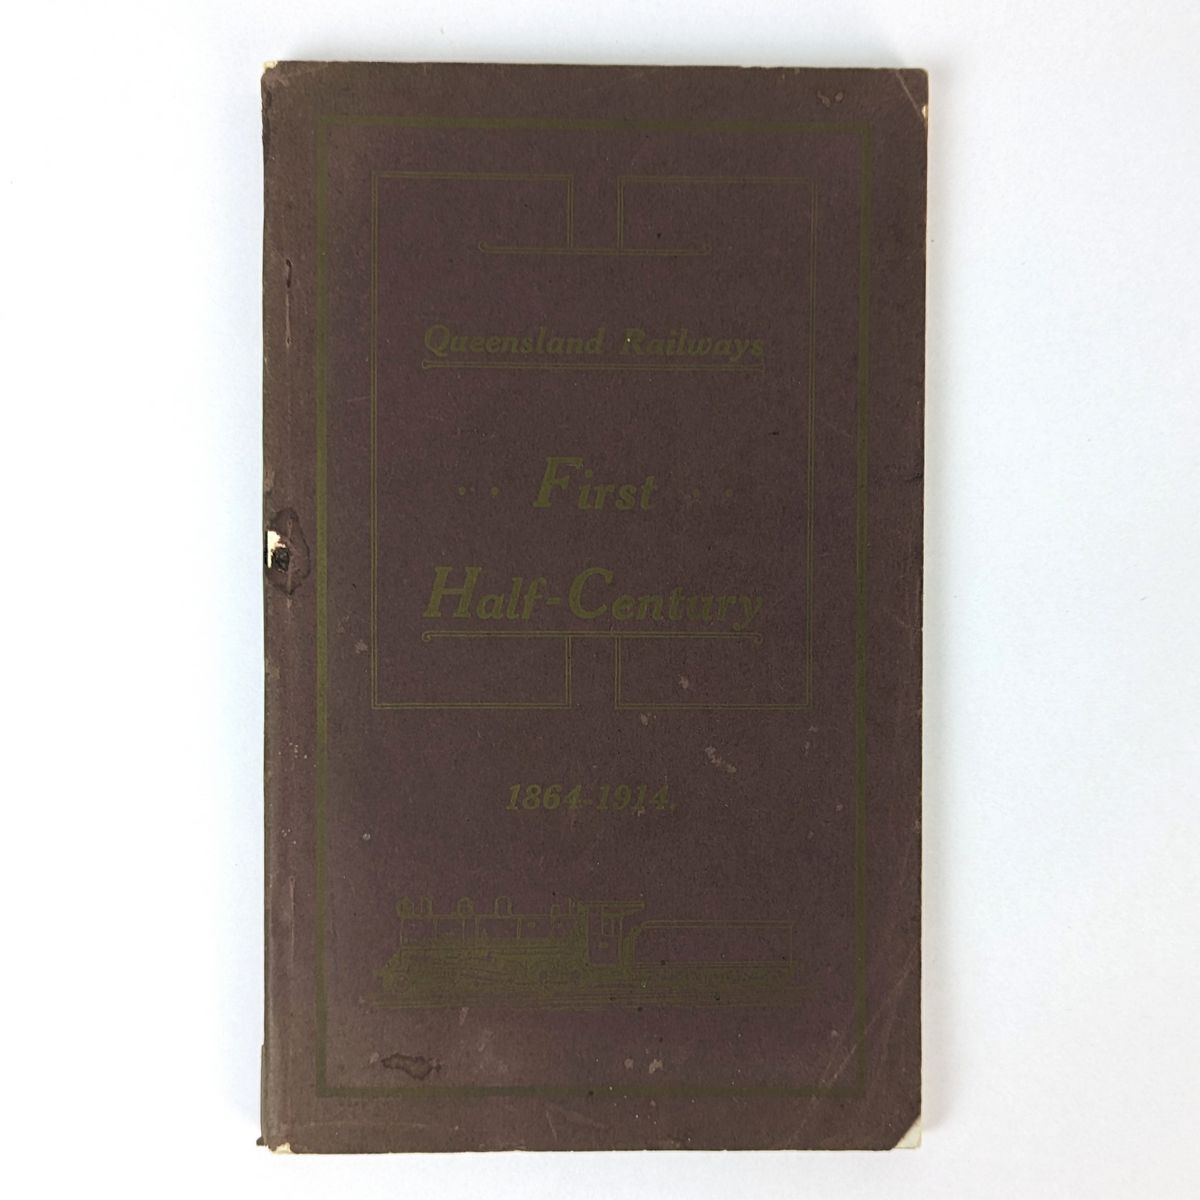 Queensland Railways
.. First ..
Half-Century
1864-1914.